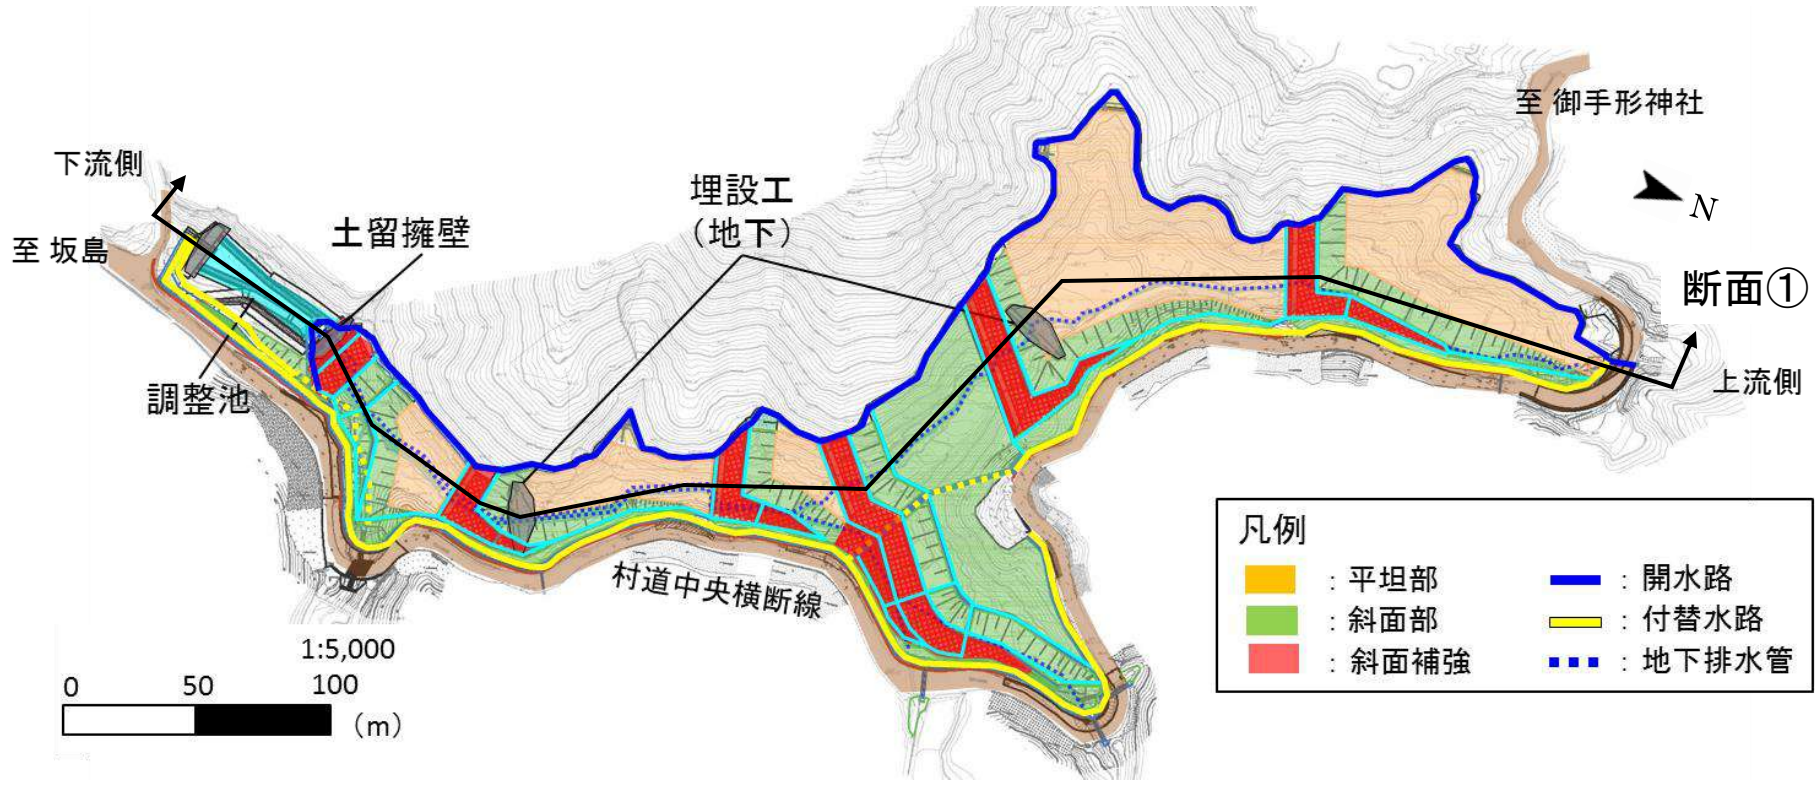 至 御手形神社
下流側
埋設工
（地下）
土留擁壁
N
至 坂島
断面①
上流側
調整池
村道中央横断線
凡例
：平坦部
：開水路
：斜面部
：付替水路
：斜面補強
：地下排水管
1:5,000
0 50 100
（m）